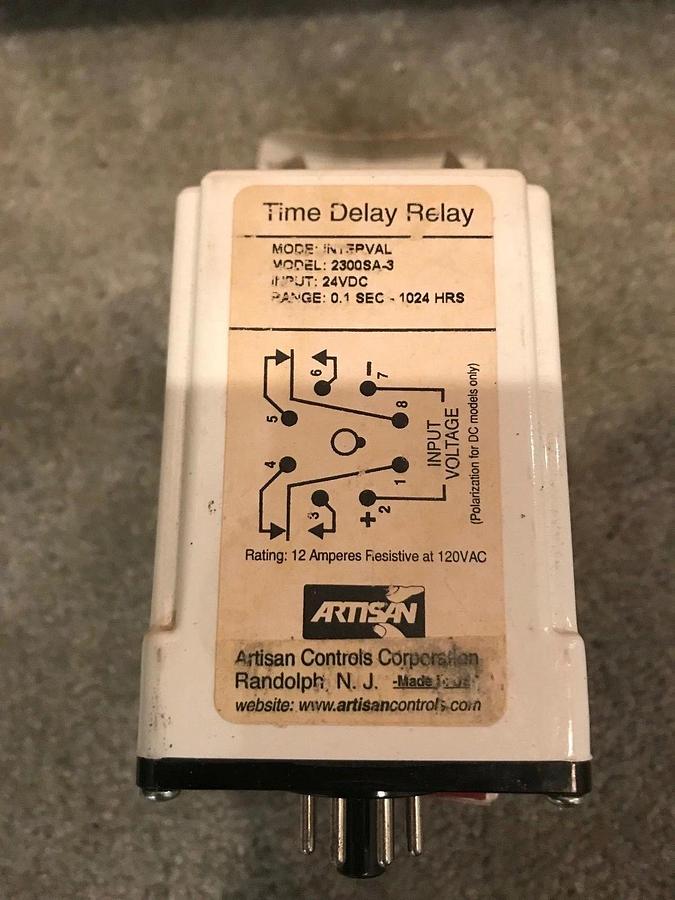 Time Delay Relay
MODE: INTERVAL
MODEL: 2300SA-3
INPUT: 24VDC
RANGE: 0.1 SEC - 1024 HRS
5
6
-
7
8
4
3
+
2
1
INPUT
VOLTAGE
(Polarization for DC models only)
Rating: 12 Amperes Resistive at 120VAC
ARTISAN
Artisan Controls Corporation
Randolph, N. J. -Made
website: www.artisancontrols.com